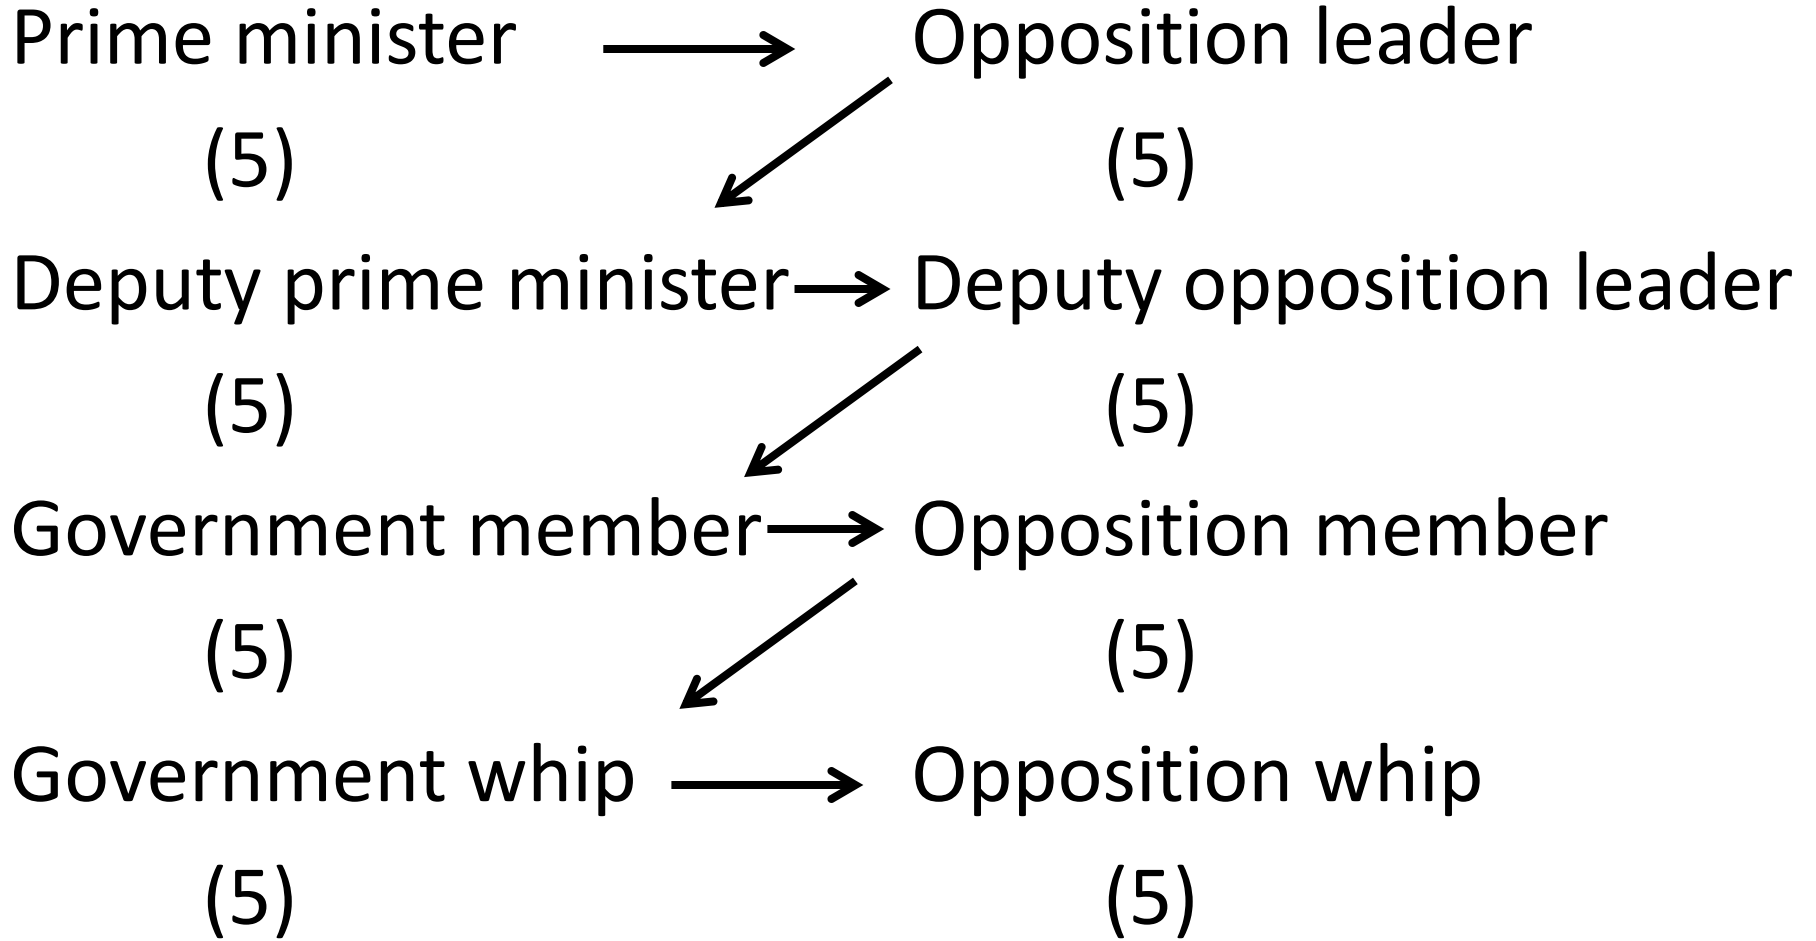 Prime minister Opposition leader
(5) (5)
Deputy prime minister Deputy opposition leader
(5) (5)
Government member Opposition member
(5) (5)
Government whip Opposition whip
(5) (5)